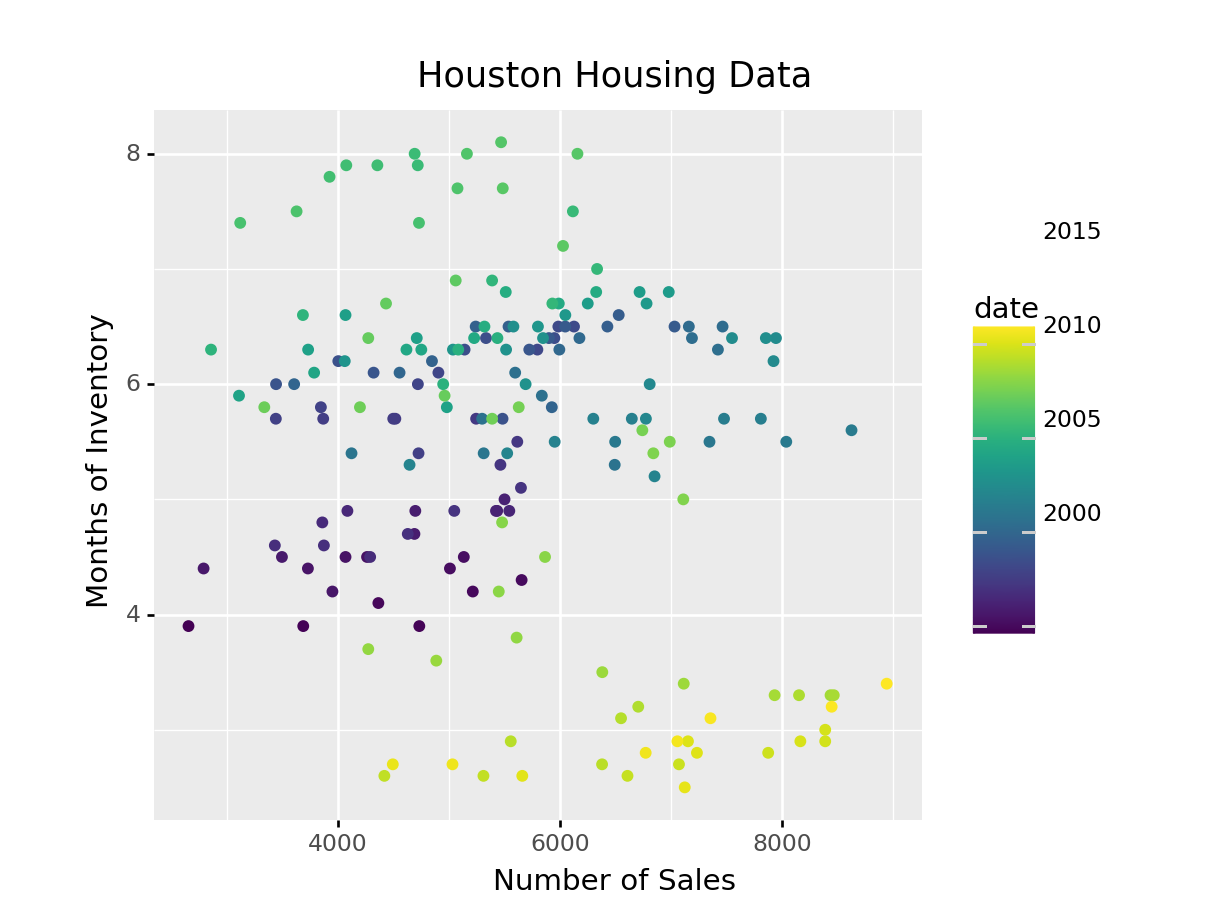 Houston Housing Data
8
6
4
Months of Inventory
4000
6000
8000
Number of Sales
2015
date
2010
2005
2000